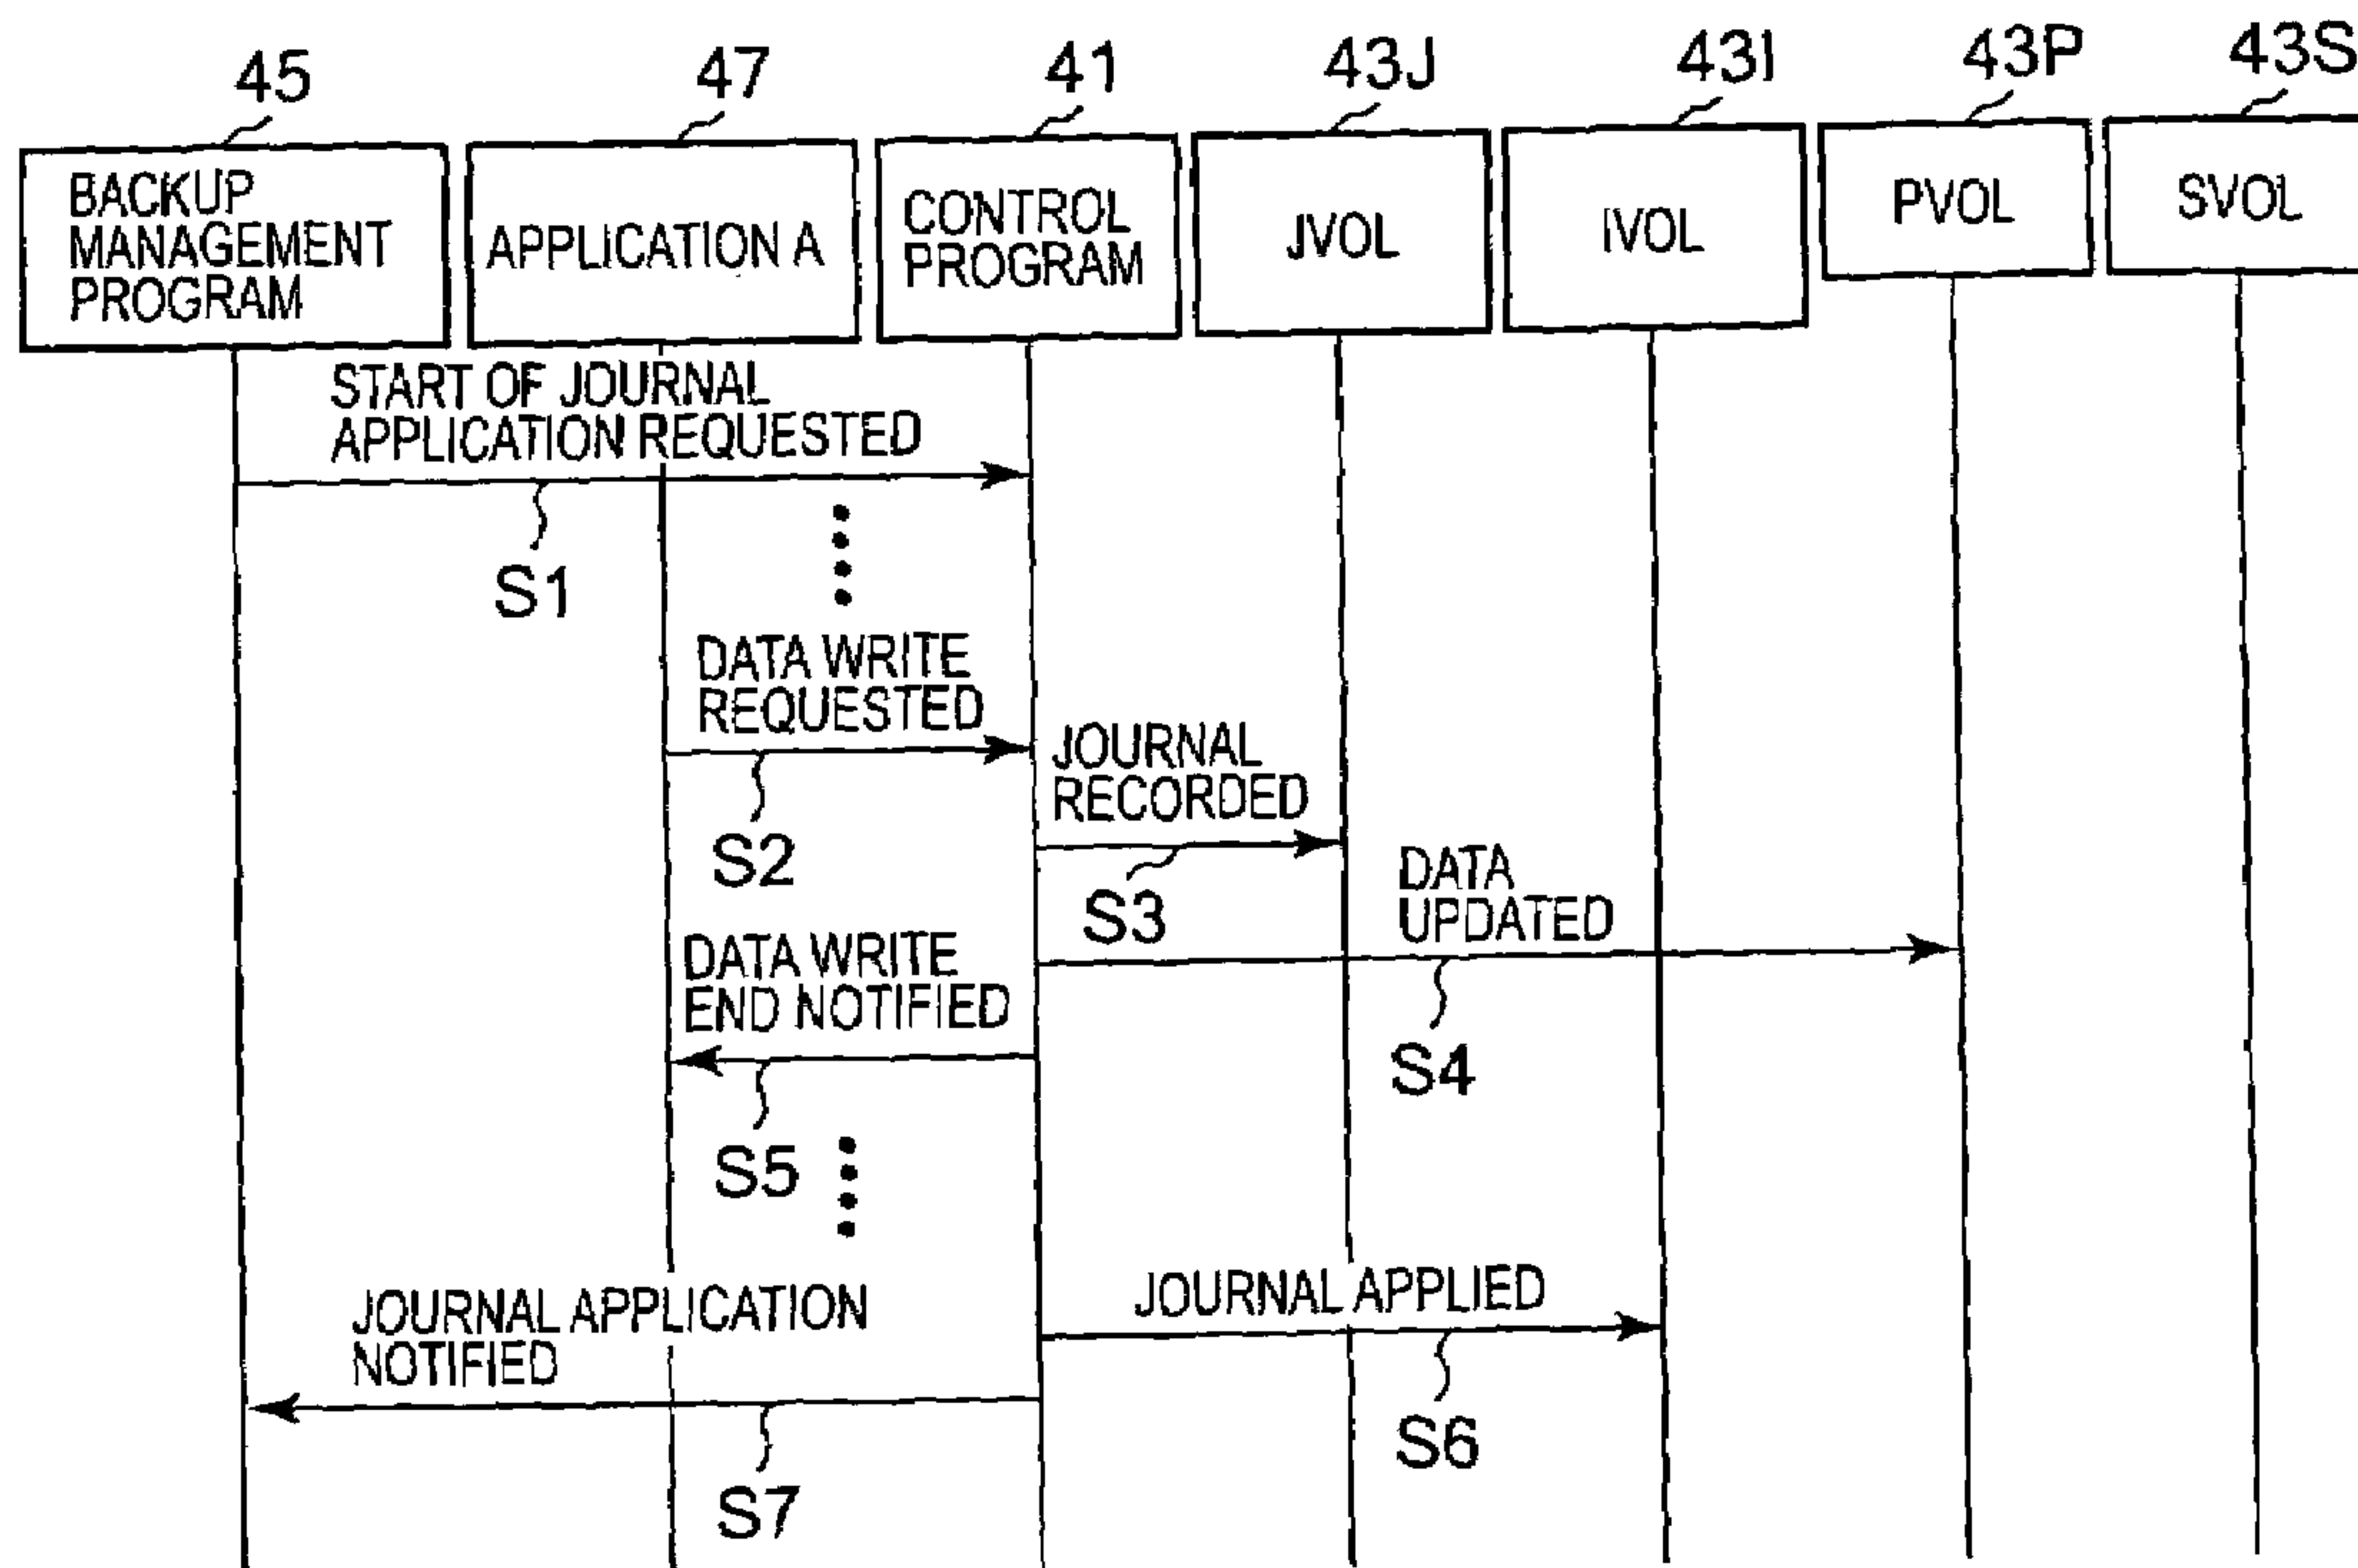 45
47
41
43J
43I
43P
43S
BACKUP
MANAGEMENT
PROGRAM
APPLICATION A
CONTROL
PROGRAM
JVOL
IVOL
PVOL
SVOL
START OF JOURNAL
APPLICATION REQUESTED
S1
DATA WRITE
REQUESTED
S2
JOURNAL
RECORDED
S3
DATA
UPDATED
S4
DATA WRITE
END NOTIFIED
S5
JOURNAL APPLIED
S6
JOURNAL APPLICATION
NOTIFIED
S7